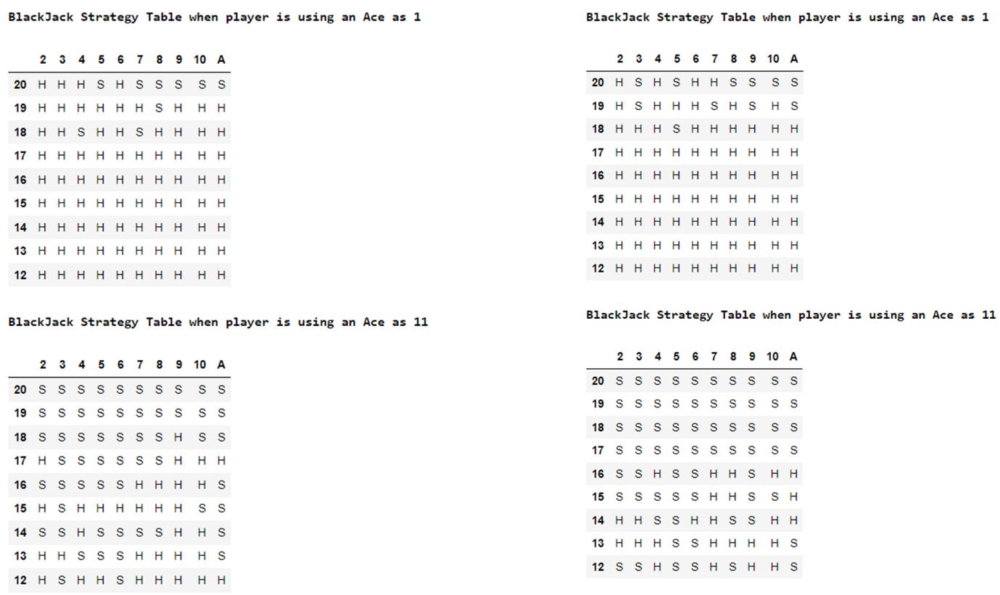 BlackJack Strategy Table when player is using an Ace as 1
2 3 4 5 6 7 8 9 10 A
20 H H H S H S S S S S
19 H H H H H H S H H H
18 H H S H H S H H H H
17 H H H H H H H H H H
16 H H H H H H H H H H
15 H H H H H H H H H H
14 H H H H H H H H H H
13 H H H H H H H H H H
12 H H H H H H H H H H
BlackJack Strategy Table when player is using an Ace as 11
2 3 4 5 6 7 8 9 10 A
20 S S S S S S S S S S
19 S S S S S S S S S S
18 S S S S S S S H S S
17 H S S S S S S H H H
16 S S S S S H H H H S
15 H S H H H H H H S S
14 S S H S S S S H H S
13 H H S S S H H H H S
12 H S H H S H H H H H
BlackJack Strategy Table when player is using an Ace as 1
2 3 4 5 6 7 8 9 10 A
20 H S H S H H S S S S
19 H S H H H S H S H S
18 H H H S H H H H H H
17 H H H H H H H H H H
16 H H H H H H H H H H
15 H H H H H H H H H H
14 H H H H H H H H H H
13 H H H H H H H H H H
12 H H H H H H H H H H
BlackJack Strategy Table when player is using an Ace as 11
2 3 4 5 6 7 8 9 10 A
20 S S S S S S S S S S
19 S S S S S S S S S S
18 S S S S S S S S S S
17 S S S S S S S S S S
16 S S H S S H H S H H
15 S S S S S H H S S H
14 H H S S H H S S H H
13 H H H S S H H H H S
12 S S H S S H S H H S